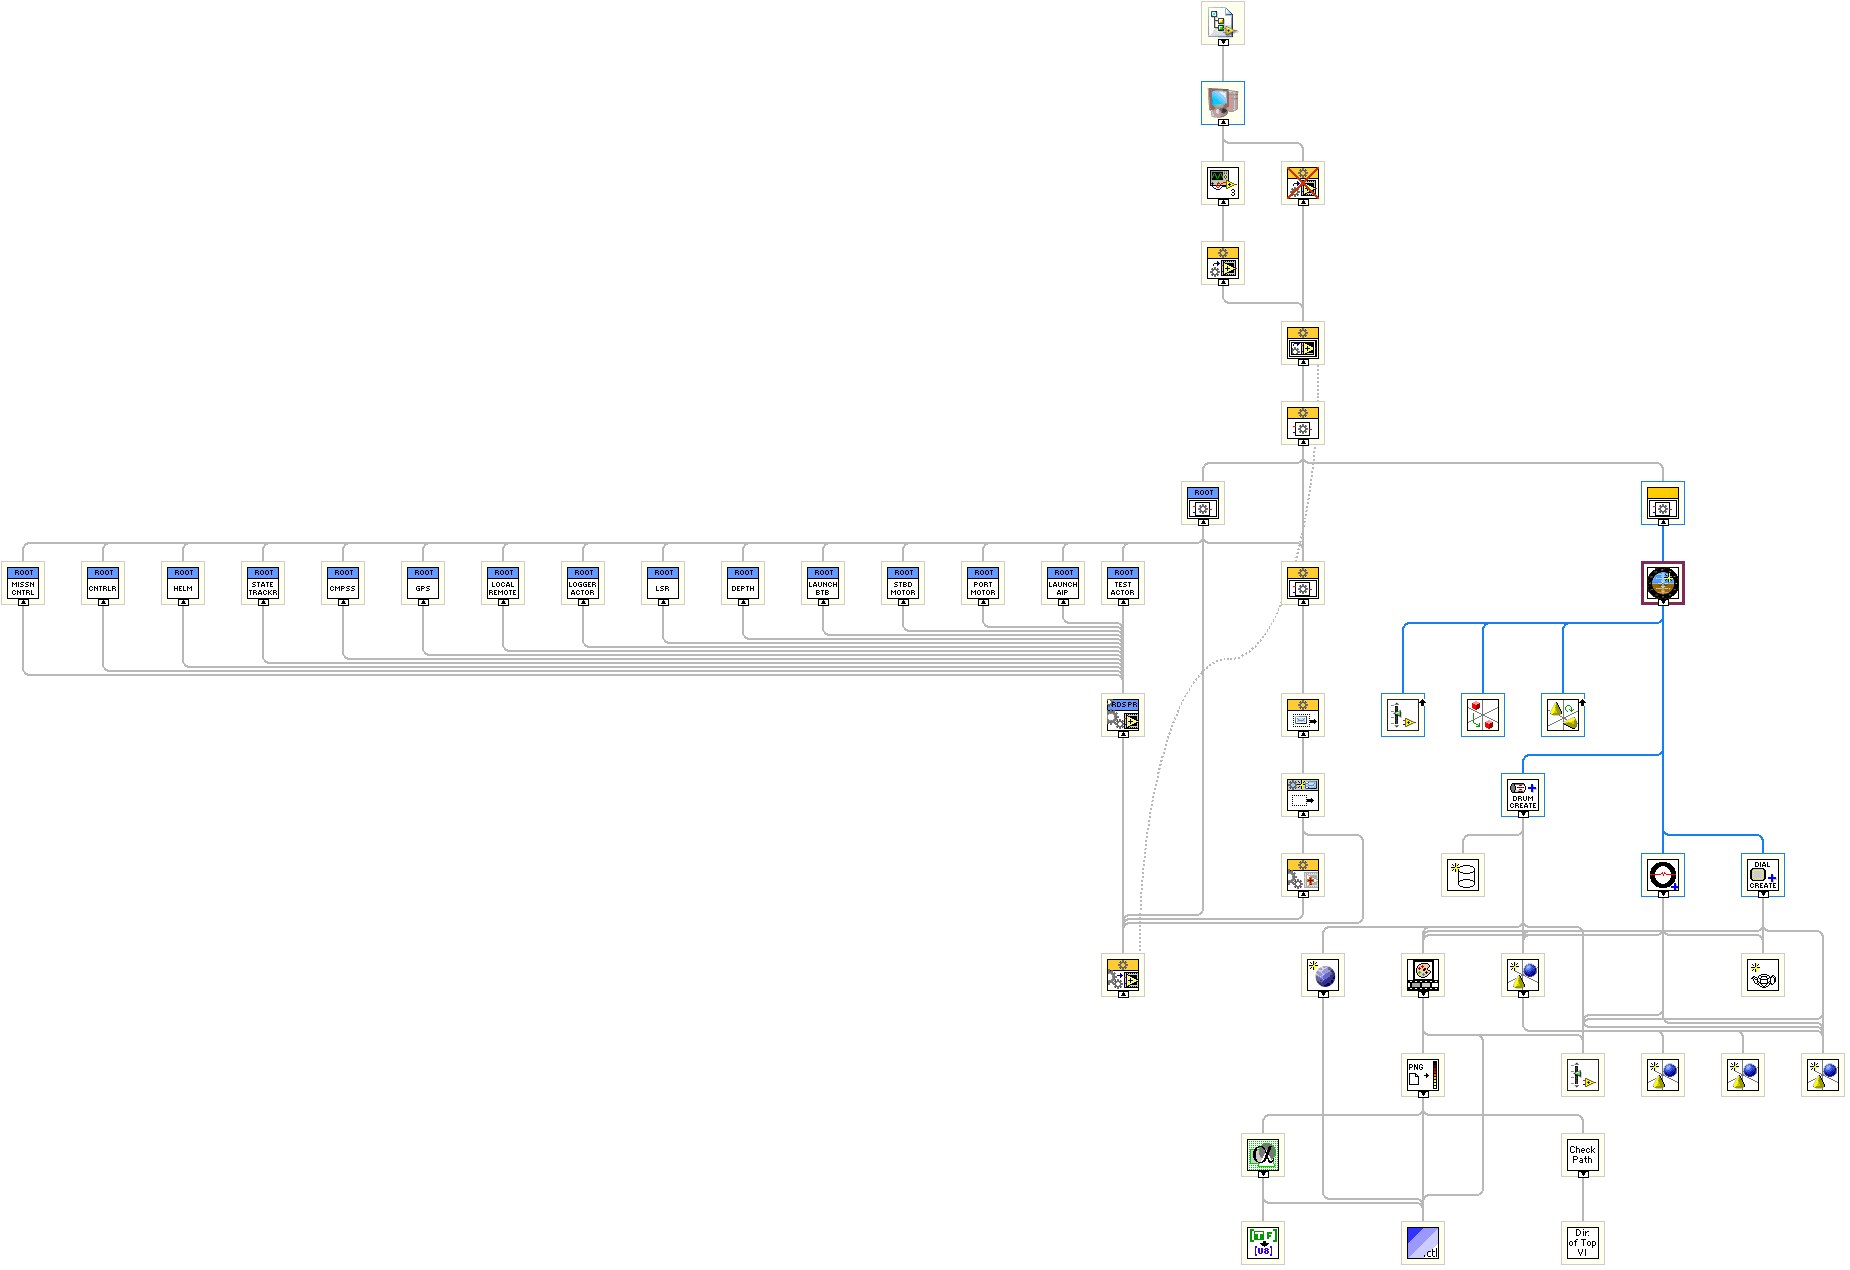 3
ROOT
ROOT
MISSN
CNTRL
ROOT
CNTRLR
ROOT
HELM
ROOT
STATE
TRACKR
ROOT
CMPSS
ROOT
GPS
ROOT
LOCAL
REMOTE
ROOT
LOGGER
ACTOR
ROOT
LSR
ROOT
DEPTH
ROOT
LAUNCH
BTB
ROOT
STBD
MOTOR
ROOT
PORT
MOTOR
ROOT
LAUNCH
AIP
ROOT
TEST
ACTOR
RDSPR
DRUM
CREATE
DIAL
CREATE
PNG
α
Check
Path
[TF]
[U8]
.ctl
Dir.
of Top
VI